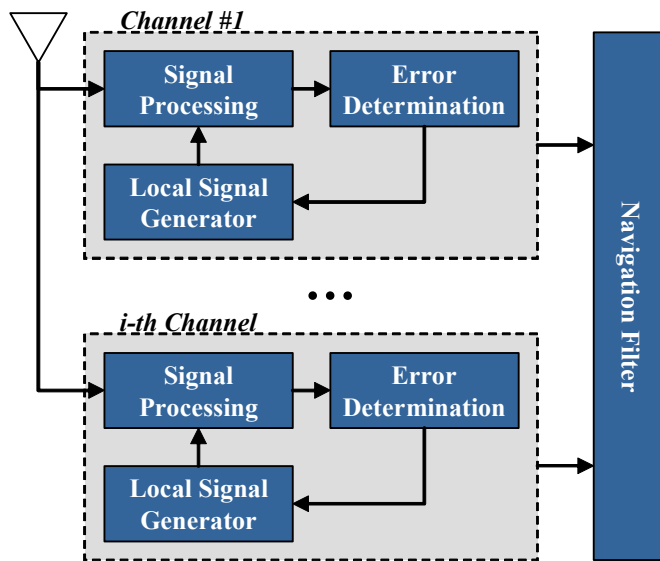 Channel #1
Signal
Processing
Error
Determination
Local Signal
Generator
...
i-th Channel
Signal
Processing
Error
Determination
Local Signal
Generator
Navigation Filter